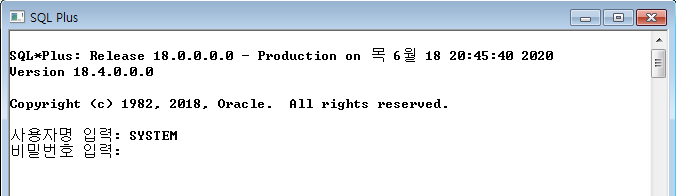 SQL Plus
SQL*Plus: Release 18.0.0.0.0 - Production on 목 6월 18 20:45:40 2020
Version 18.4.0.0.0
Copyright (c) 1982, 2018, Oracle.  All rights reserved.
사용자명 입력: SYSTEM
비밀번호 입력: